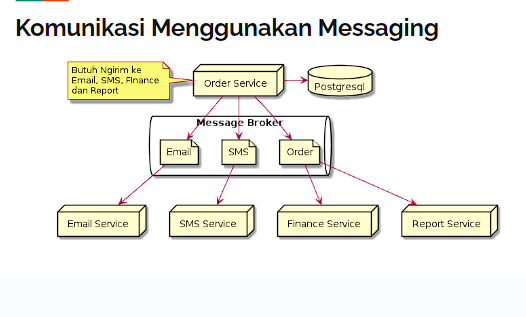 Komunikasi Menggunakan Messaging
Butuh Ngirim ke
Email, SMS, FInance
dan Report
Order Service
Postgresql
Message Broker
Email
SMS
Order
Email Service
SMS Service
Finance Service
Report Service